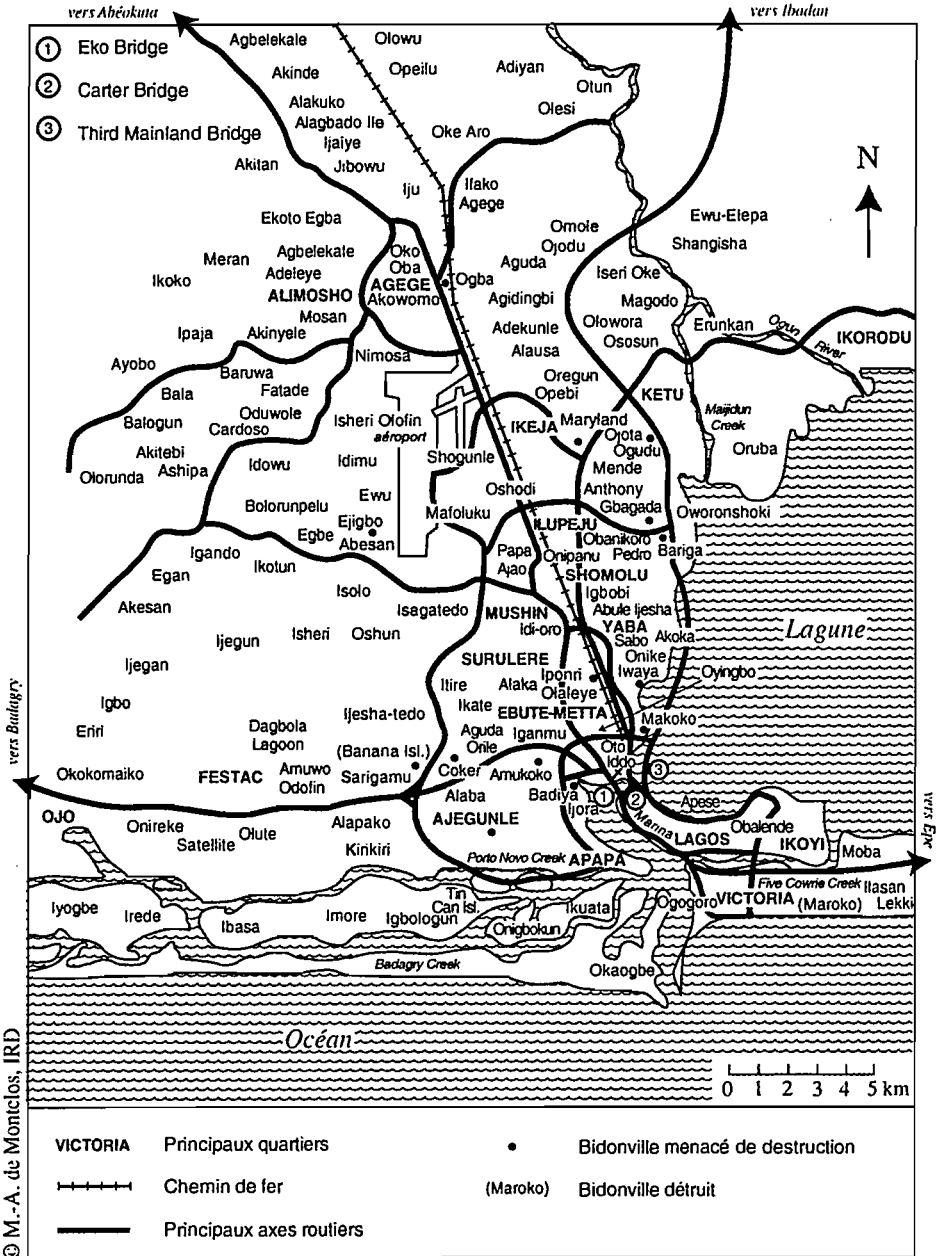 vers Abéokuta
vers Ibadan
① Eko Bridge
② Carter Bridge
③ Third Mainland Bridge
N
Agbelekale
Olowu
Akinde
Opeilu
Adiyan
Otun
Alakuko
Olesi
Alagbado Ile
Oke Aro
Ijaiye
Akitan
Jibowu
Iju
Ifako
Agege
Ewu-Elepa
Ekoto Egba
Omole
Ojodu
Shangisha
Meran
Agbelekale
Oko
Oba
Aguda
Iseri Oke
Ikoko
Adeleye
ALIMOSHO
AGEGE
Akowomo
Ogba
Agidingbi
Magodo
Mosan
Olowora
Erunkan
Ogun
River
IKORODU
Ipaja
Akinyele
Adekunle
Ososun
Nimosa
Alausa
Ayobo
Baruwa
Bala
Fatade
Oregun
Opebi
KETU
Balogun
Oduwole
Cardoso
Isheri Olofin
aéroport
IKEJA
Maryland
Majidun
Creek
Ojota
Ogudu
Oruba
Akitebi
Ashipa
Idowu
Idimu
Shogunle
Mende
Olorunda
Oshodi
Anthony
Ewu
Gbagada
Bolorunpelu
Mafoluku
Oworonshoki
Ejigbo
ILUPEJU
Egbe
Abesan
Obanikoro
Igando
Papa
Ajao
Onipanu
Pedro
Bariga
Egan
Ikotun
SHOMOLU
Isolo
Igbobi
Akesan
Isagatedo
MUSHIN
Abule Ijesha
Lagune
Idi-oro
YABA
Ijegun
Isheri
Oshun
Sabo
Akoka
Ijegan
SURULERE
Onike
Iwaya
Oyingbo
Igbo
Itire
Alaka
Iponri
Olaleye
Ijesha-tedo
Ikate
EBUTE-METTA
Makoko
Eriri
Dagbola
Lagoon
Aguda
Orile
Iganmu
Oto
Iddo
vers Badagry
(Banana Isl.)
Okokomaiko
FESTAC
Amuwo
Odofin
Sarigamu
Coker
Amukoko
③
Alaba
Badiya
Ijora
①
②
Apese
vers Epe
OJO
Onireke
Satellite
Olute
Alapako
AJEGUNLE
Marina
LAGOS
Obalende
IKOYI
Moba
Kinkiri
Porto Novo Creek
APAPA
Five Cowrie Creek
Ilasan
Iyogbe
Irede
Ibasa
Imore
Igbologun
Tin
Can Isl.
Ikuata
Ogogoro
VICTORIA
(Maroko)
Lekki
Onigbokun
Badagry Creek
Okaogbe
Océan
0 1 2 3 4 5 km
VICTORIA Principaux quartiers
Chemin de fer
Principaux axes routiers
Bidonville menacé de destruction
(Maroko) Bidonville détruit
© M.-A. de Montclos, IRD